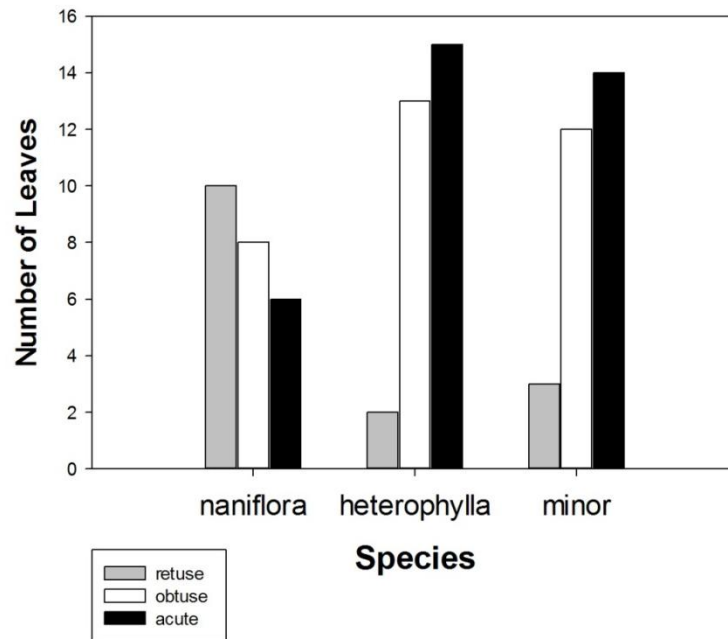 Number of Leaves
16
14
12
10
8
6
4
2
0
naniflora heterophylla minor
Species
retuse
obtuse
acute